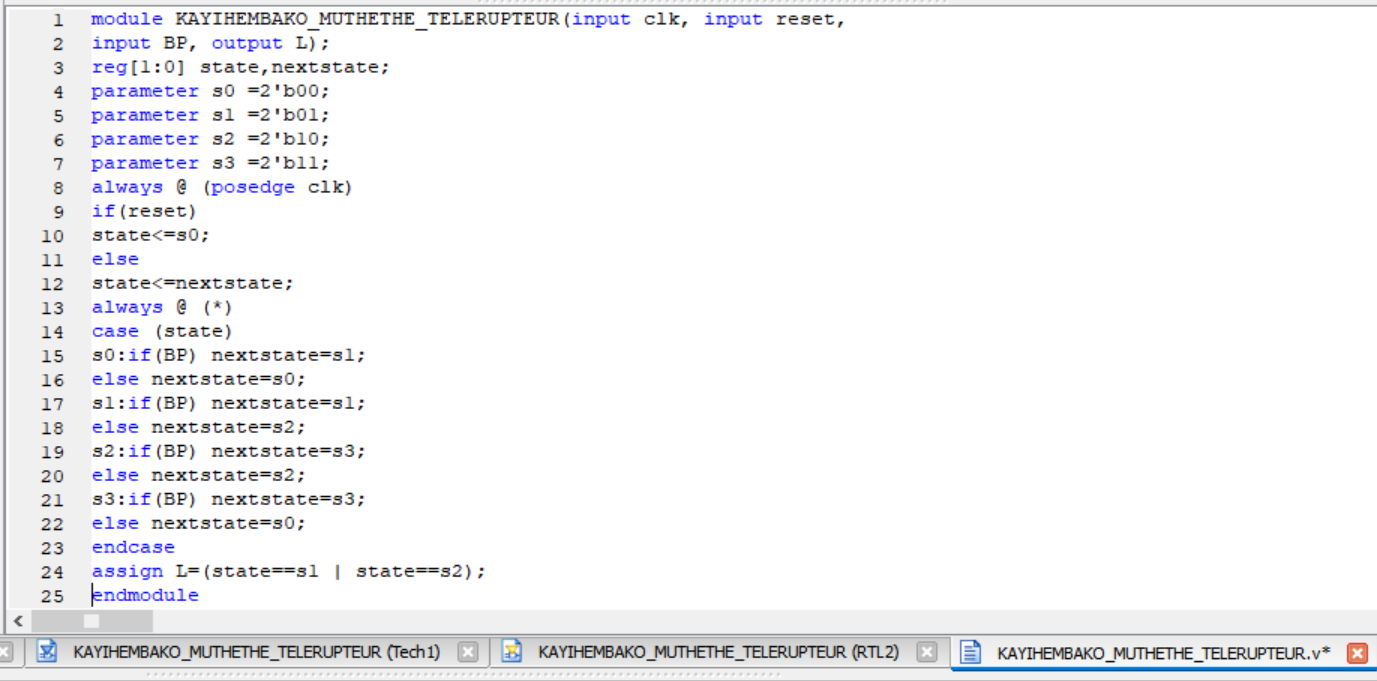 1 module KAYIHEMBAKO_MUTHETHE_TELERUPTEUR(input clk, input reset,
2 input BP, output L);
3 reg[1:0] state,nextstate;
4 parameter s0 =2'b00;
5 parameter s1 =2'b01;
6 parameter s2 =2'b10;
7 parameter s3 =2'b11;
8 always @ (posedge clk)
9 if(reset)
10 state<=s0;
11 else
12 state<=nextstate;
13 always @ (*)
14 case (state)
15 s0:if(BP) nextstate=s1;
16 else nextstate=s0;
17 s1:if(BP) nextstate=s1;
18 else nextstate=s2;
19 s2:if(BP) nextstate=s3;
20 else nextstate=s2;
21 s3:if(BP) nextstate=s3;
22 else nextstate=s0;
23 endcase
24 assign L=(state==s1 | state==s2);
25 endmodule
KAYIHEMBAKO_MUTHETHE_TELERUPTEUR (Tech1) KAYIHEMBAKO_MUTHETHE_TELERUPTEUR (RTL2) KAYIHEMBAKO_MUTHETHE_TELERUPTEUR.v*